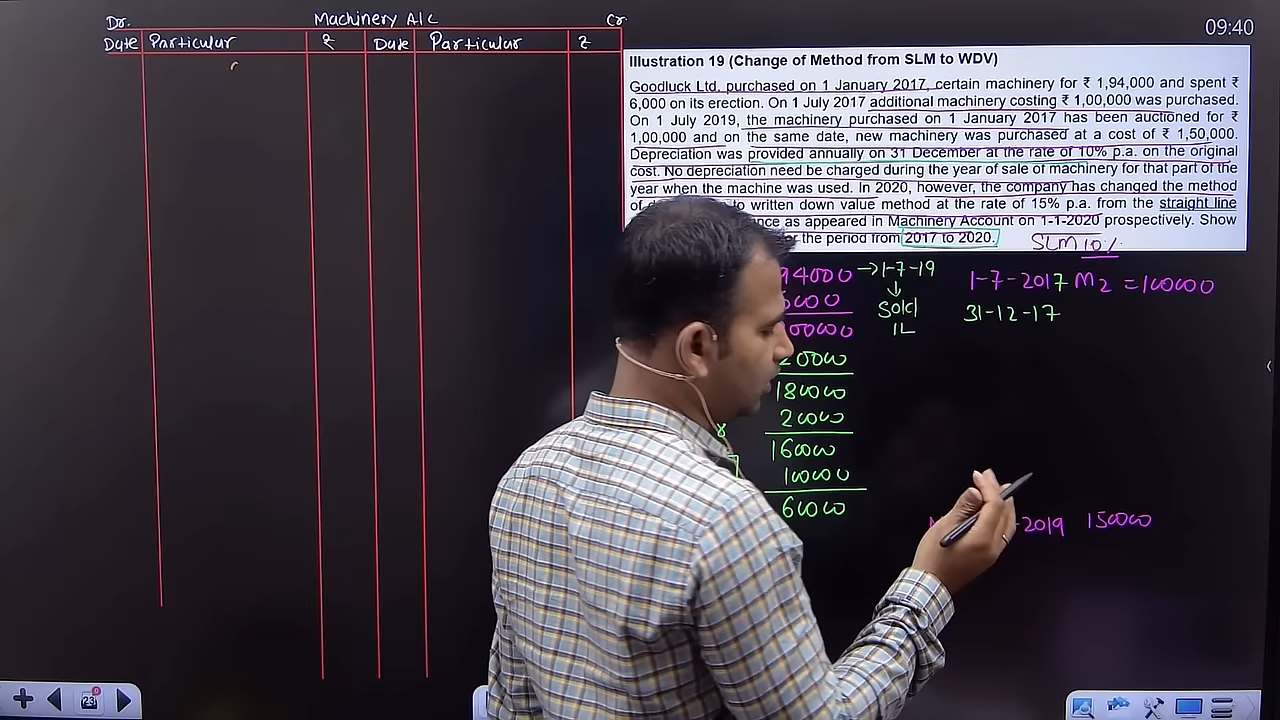 09:40
Dr. Machinery A/C Cr
Date Particular ₹ Date Particular ₹
Illustration 19 (Change of Method from SLM to WDV)
Goodluck Ltd. purchased on 1 January 2017, certain machinery for ₹ 1,94,000 and spent ₹
6,000 on its erection. On 1 July 2017 additional machinery costing ₹ 1,00,000 was purchased.
On 1 July 2019, the machinery purchased on 1 January 2017 has been auctioned for ₹
1,00,000 and on the same date, new machinery was purchased at a cost of ₹ 1,50,000.
Depreciation was provided annually on 31 December at the rate of 10% p.a. on the original
cost. No depreciation need be charged during the year of sale of machinery for that part of the
year when the machine was used. In 2020, however, the company has changed the method
of to written down value method at the rate of 15% p.a. from the straight line
as appeared in Machinery Account on 1-1-2020 prospectively. Show
the period from 2017 to 2020.
SLM 10%
94000 → 1-7-19
↓
Sold
1L
20000
180000
20000
160000
100000
60000
1-7-2017 M2 = 100000
31-12-17
-2019 150000
23